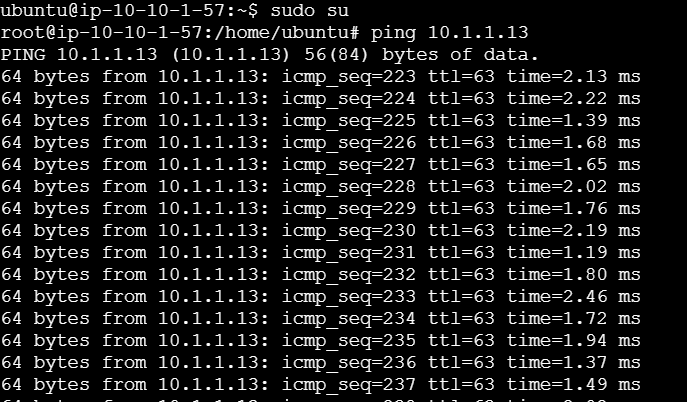 ubuntu@ip-10-10-1-57:~$ sudo su
root@ip-10-10-1-57:/home/ubuntu# ping 10.1.1.13
PING 10.1.1.13 (10.1.1.13) 56(84) bytes of data.
64 bytes from 10.1.1.13: icmp_seq=223 ttl=63 time=2.13 ms
64 bytes from 10.1.1.13: icmp_seq=224 ttl=63 time=2.22 ms
64 bytes from 10.1.1.13: icmp_seq=225 ttl=63 time=1.39 ms
64 bytes from 10.1.1.13: icmp_seq=226 ttl=63 time=1.68 ms
64 bytes from 10.1.1.13: icmp_seq=227 ttl=63 time=1.65 ms
64 bytes from 10.1.1.13: icmp_seq=228 ttl=63 time=2.02 ms
64 bytes from 10.1.1.13: icmp_seq=229 ttl=63 time=1.76 ms
64 bytes from 10.1.1.13: icmp_seq=230 ttl=63 time=2.19 ms
64 bytes from 10.1.1.13: icmp_seq=231 ttl=63 time=1.19 ms
64 bytes from 10.1.1.13: icmp_seq=232 ttl=63 time=1.80 ms
64 bytes from 10.1.1.13: icmp_seq=233 ttl=63 time=2.46 ms
64 bytes from 10.1.1.13: icmp_seq=234 ttl=63 time=1.72 ms
64 bytes from 10.1.1.13: icmp_seq=235 ttl=63 time=1.94 ms
64 bytes from 10.1.1.13: icmp_seq=236 ttl=63 time=1.37 ms
64 bytes from 10.1.1.13: icmp_seq=237 ttl=63 time=1.49 ms